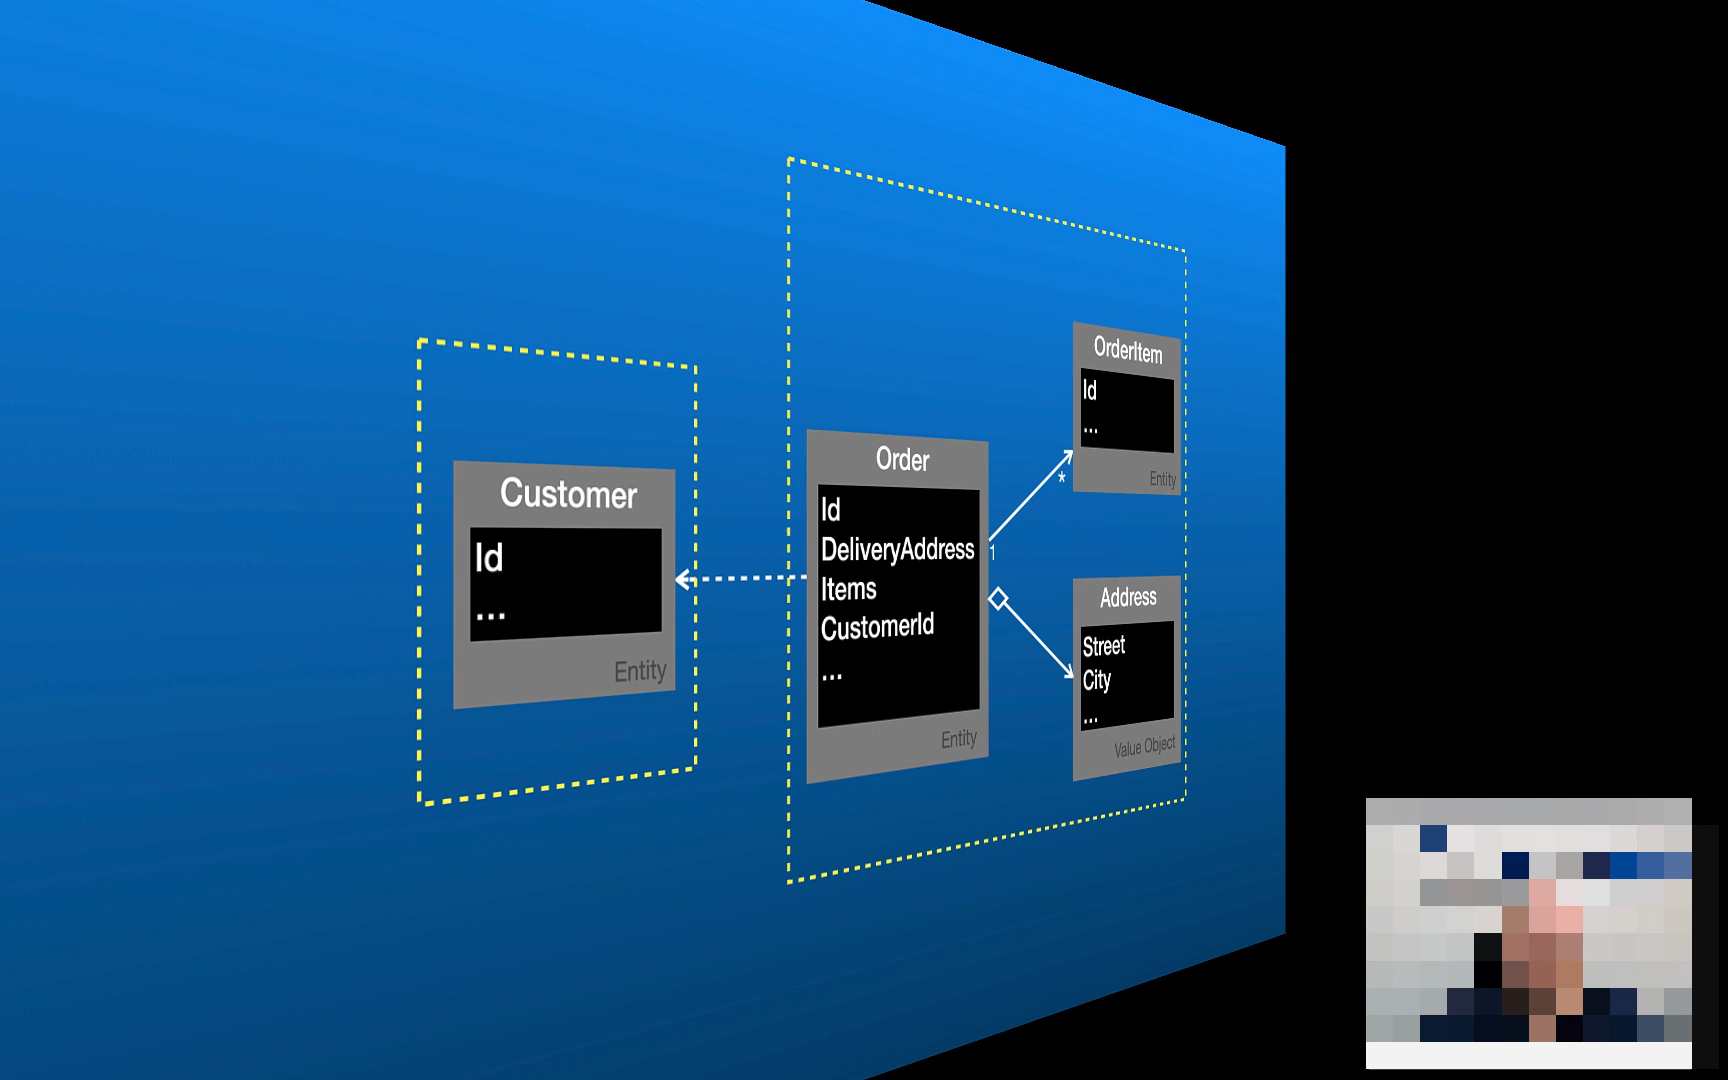 Customer
Id
...
Entity
Order
Id
DeliveryAddress
Items
CustomerId
...
Entity
1
*
OrderItem
Id
...
Entity
Address
Street
City
...
Value Object